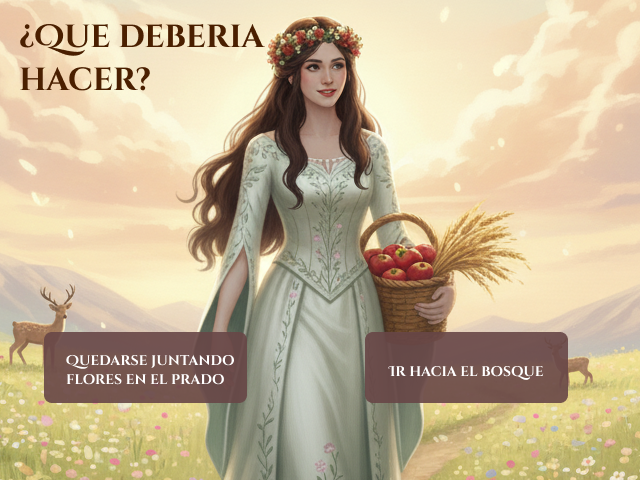 ¿QUE DEBERIA
HACER?
QUEDARSE JUNTANDO
FLORES EN EL PRADO
IR HACIA EL BOSQUE